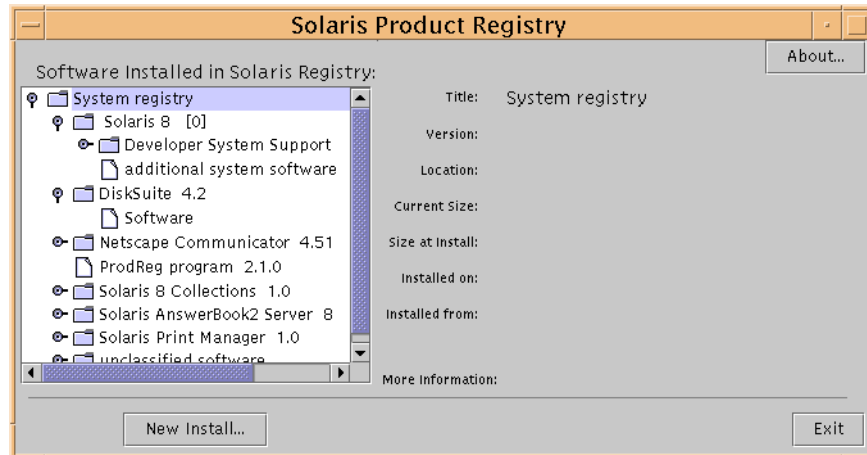 Solaris Product Registry
About...
Software Installed in Solaris Registry:
System registry
Solaris 8 [0]
Developer System Support
additional system software
DiskSuite 4.2
Software
Netscape Communicator 4.51
ProdReg program 2.1.0
Solaris 8 Collections 1.0
Solaris AnswerBook2 Server 8
Solaris Print Manager 1.0
unclassified software
Title: System registry
Version:
Location:
Current Size:
Size at Install:
Installed on:
Installed from:
More Information:
New Install...
Exit